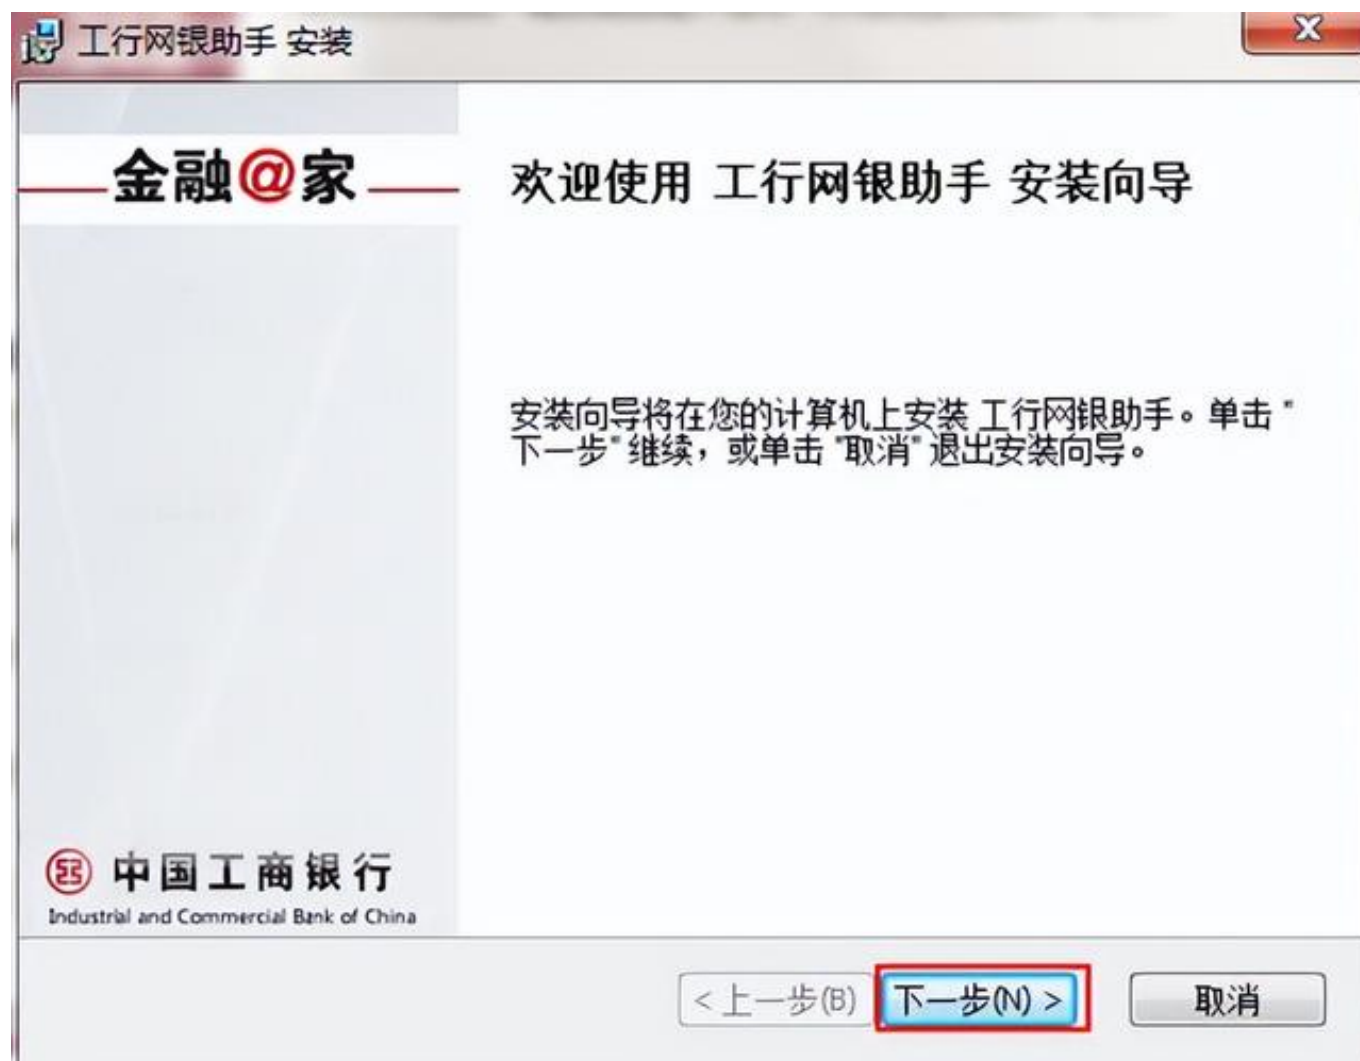 工行网银助手 安装
金融@家
欢迎使用 工行网银助手 安装向导
安装向导将在您的计算机上安装 工行网银助手。单击 "
下一步" 继续，或单击 "取消" 退出安装向导。
中国工商银行
Industrial and Commercial Bank of China
<上一步(B)
下一步(N) >
取消